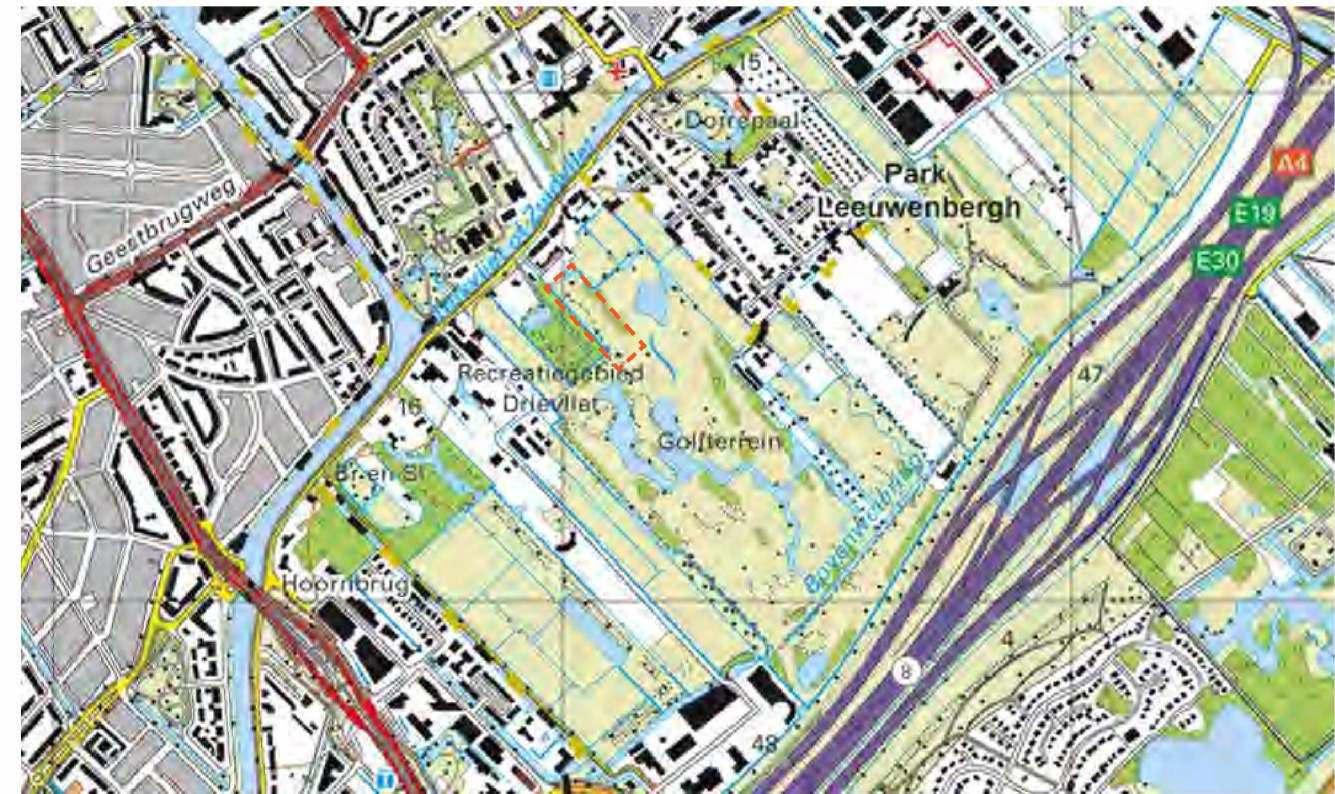 15
Dorrepaal
A4
Park
Leeuwenbergh
E19
E30
Geestbrugweg
47
Recreatiegebied
Drievliet
16
Golfterrein
Hoornbrug
4
8
48